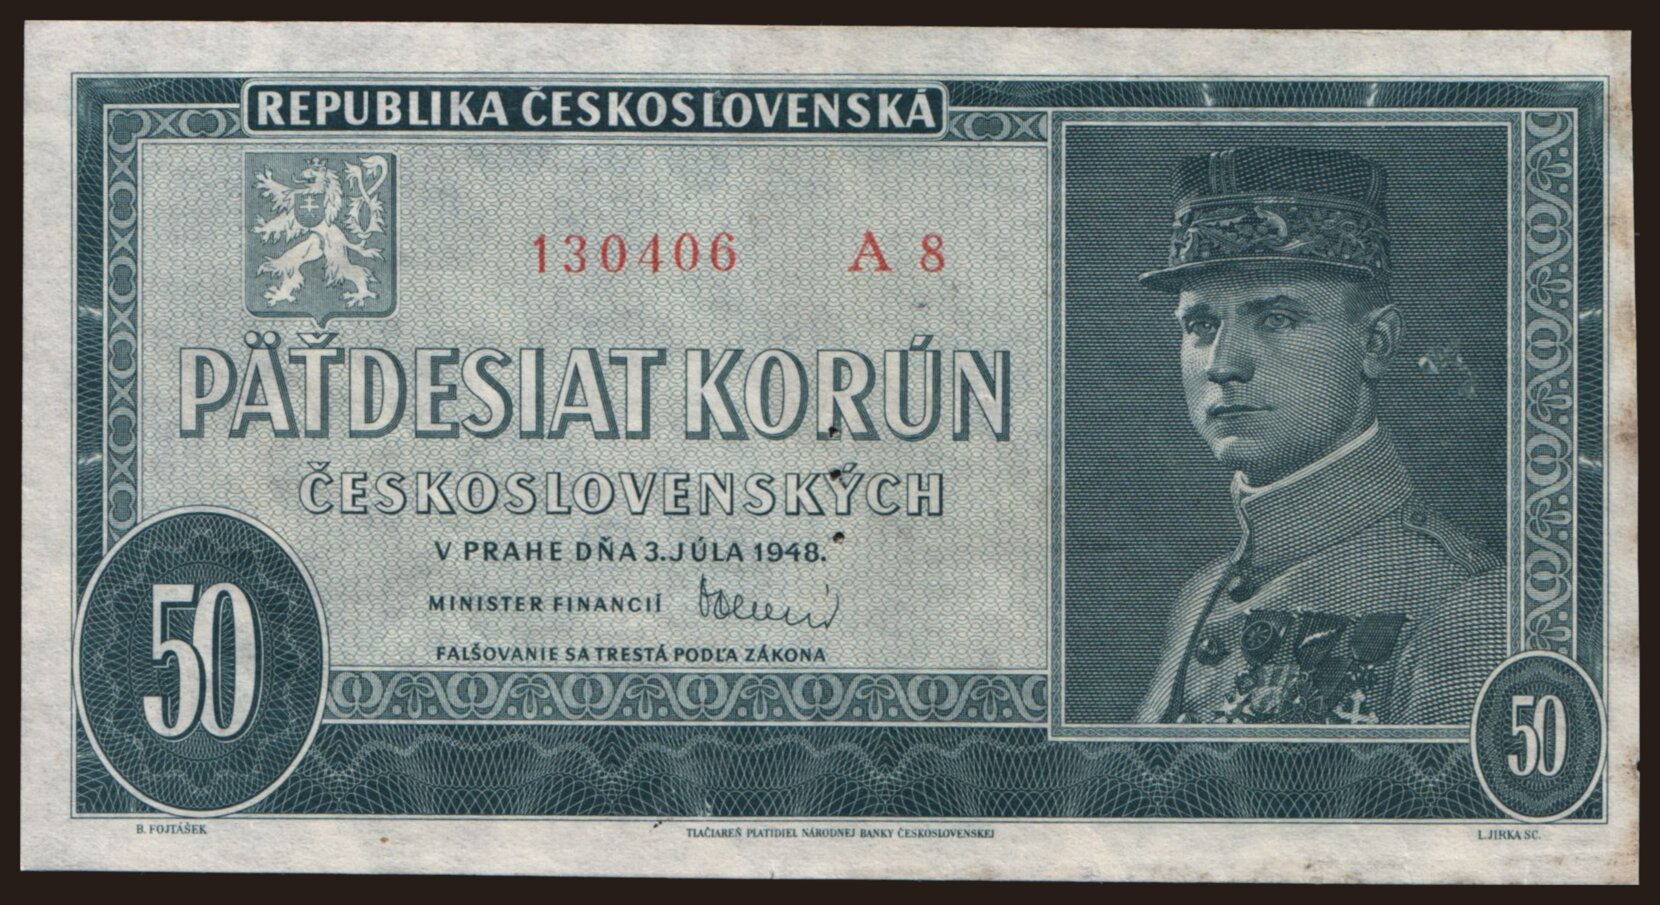 REPUBLIKA ČESKOSLOVENSKÁ
130406 A 8
PÄŤDESIAT KORÚN
ČESKOSLOVENSKÝCH
V PRAHE DŇA 3. JÚLA 1948.
MINISTER FINANCIÍ
FALŠOVANIE SA TRESTÁ PODĽA ZÁKONA
50
50
B. FOJTÁŠEK
TLAČIAREŇ PLATIDIEL NÁRODNEJ BANKY ČESKOSLOVENSKEJ
L. JIRKA SC.